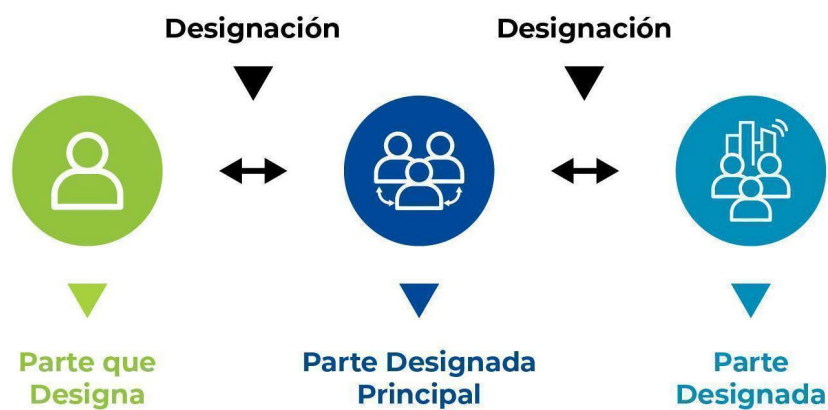 Designación
Designación
Parte que
Designa
Parte Designada
Principal
Parte
Designada